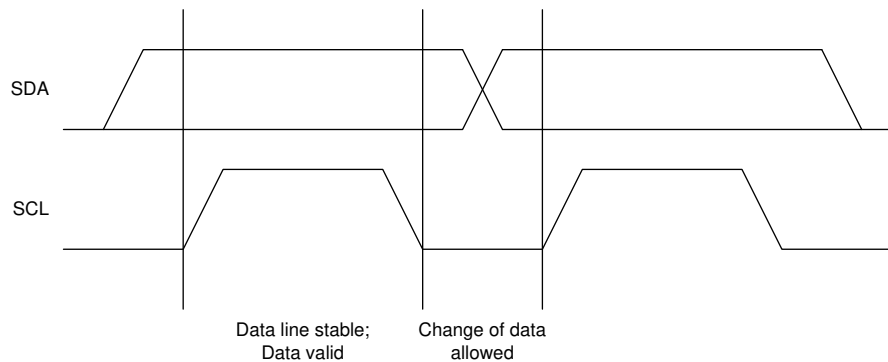 SDA
SCL
Data line stable;
Data valid
Change of data
allowed